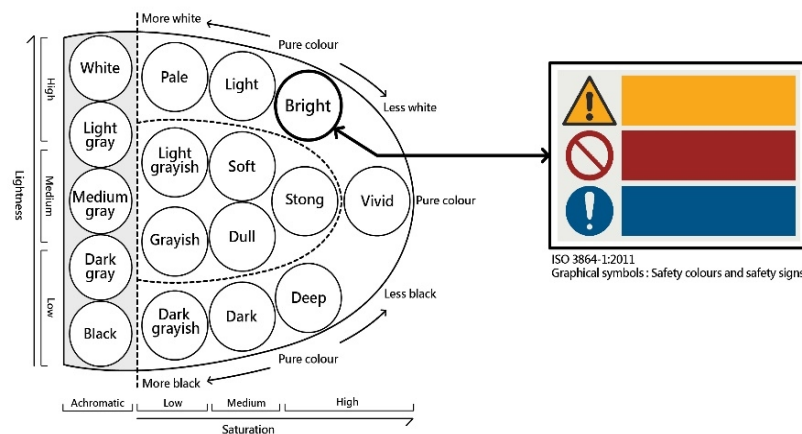 More white
Pure colour
Less white
White
Pale
Light
Bright
Light
gray
Light
grayish
Soft
Medium
gray
Stong
Vivid
Pure colour
Grayish
Dull
Dark
gray
Deep
Less black
Black
Dark
grayish
Dark
Pure colour
More black
High
Medium
Low
Lightness
Achromatic
Low
Medium
High
Saturation
ISO 3864-1:2011
Graphical symbols : Safety colours and safety signs